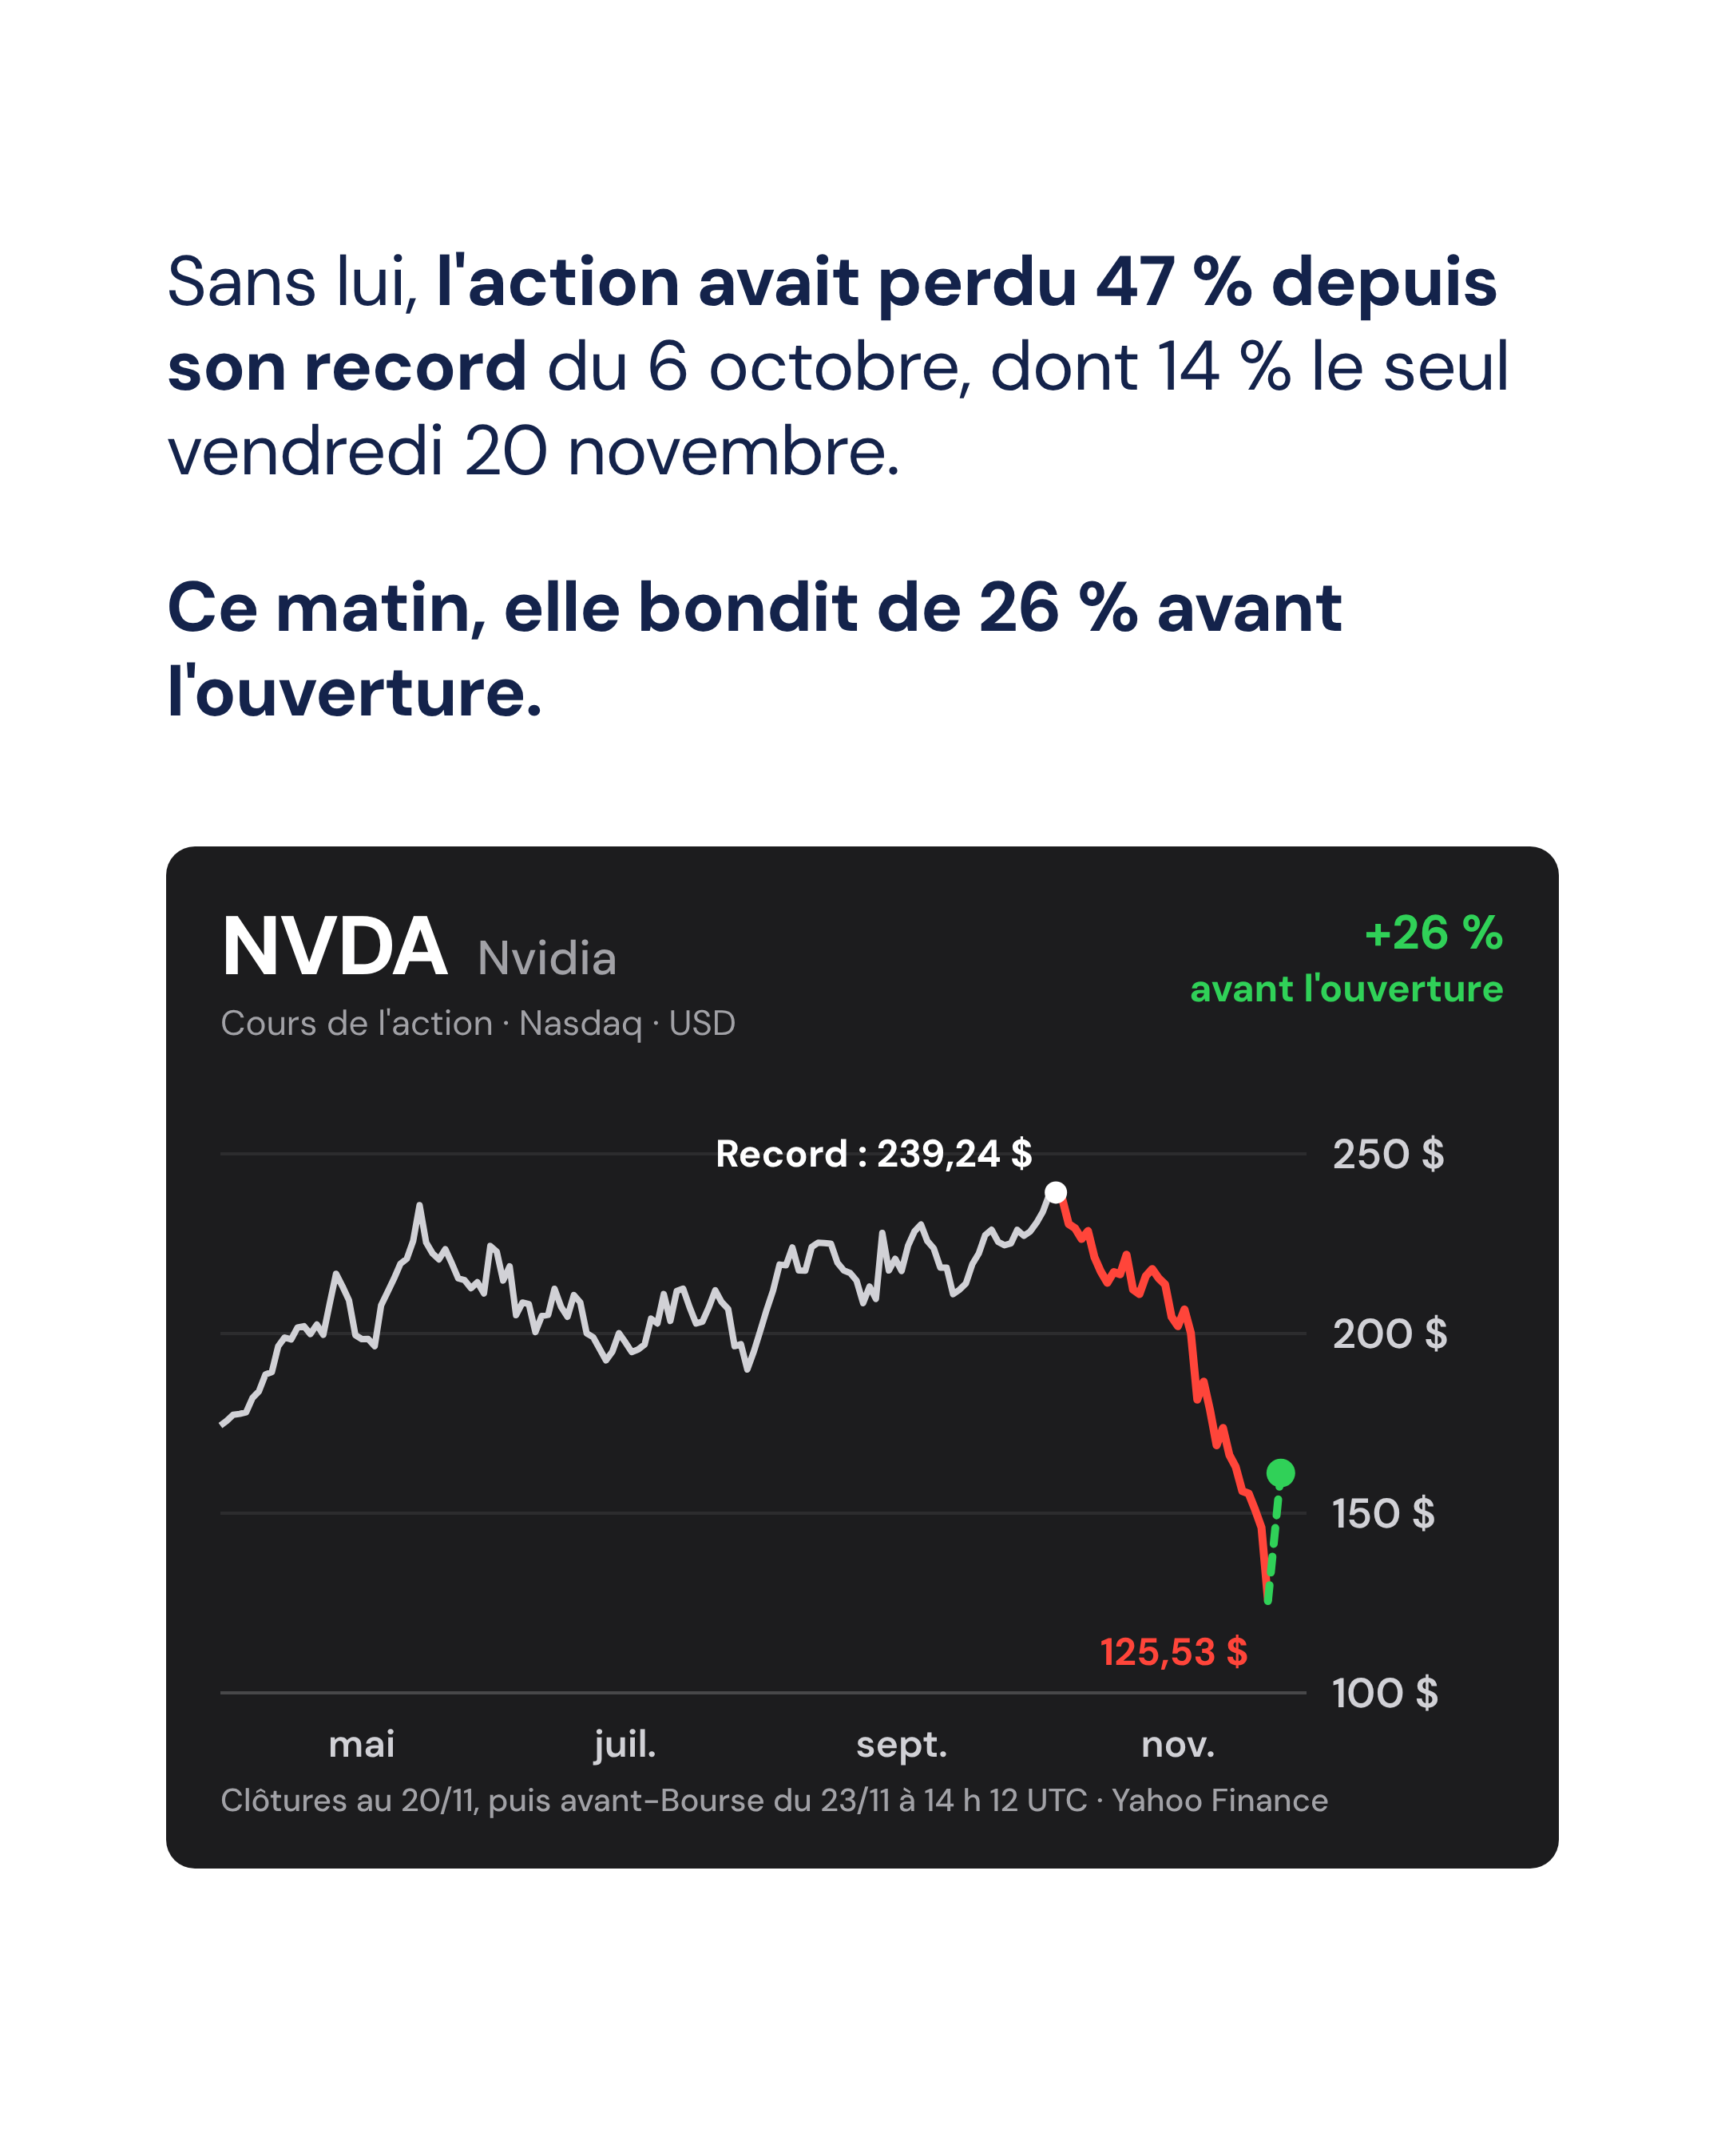 Sans lui, l'action avait perdu 47 % depuis
son record du 6 octobre, dont 14 % le seul
vendredi 20 novembre.
Ce matin, elle bondit de 26 % avant
l'ouverture.
NVDA Nvidia
+26 %
avant l'ouverture
Cours de l'action · Nasdaq · USD
Record : 239,24 $
250 $
200 $
150 $
125,53 $
100 $
mai juil. sept. nov.
Clôtures au 20/11, puis avant-Bourse du 23/11 à 14 h 12 UTC · Yahoo Finance